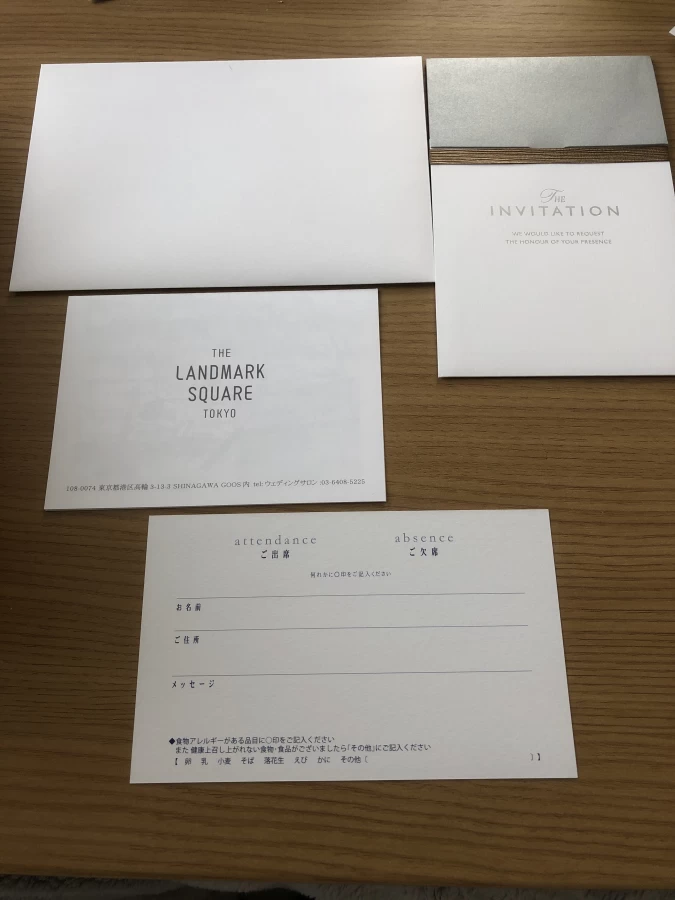 THE
INVITATION
WE WOULD LIKE TO REQUEST
THE HONOUR OF YOUR PRESENCE
THE
LANDMARK
SQUARE
TOKYO
108-0074 東京都港区高輪 3-13-3 SHINAGAWA GOOS内 tel:ウェディングサロン:03-6408-5225
attendance absence
ご出席 ご欠席
何れかに○印をご記入ください
お名前
ご住所
メッセージ
◆食物アレルギーがある品目に○印をご記入ください
また 健康上召し上がれない食物・食品がございましたら「その他」にご記入ください
【 卵 乳 小麦 そば 落花生 えび かに その他（ ）】